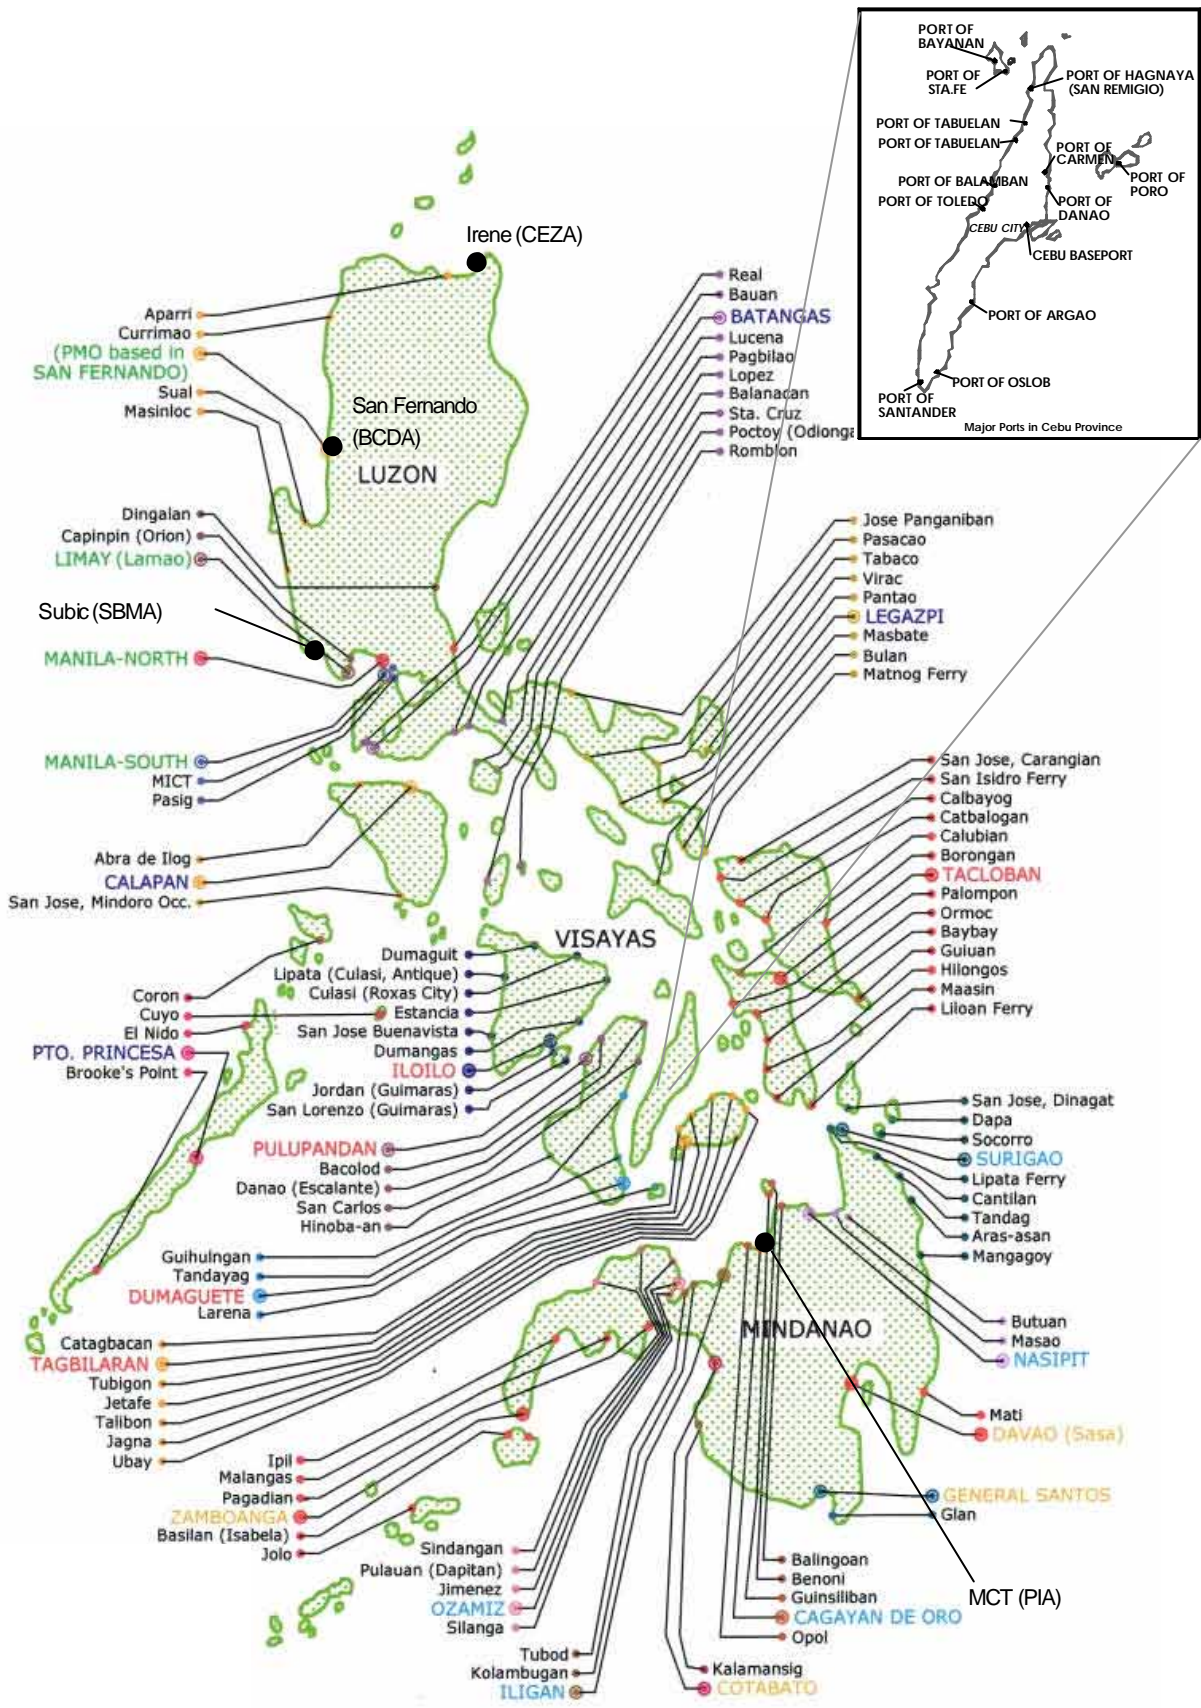 PORT OF
BAYANAN
PORT OF
STA.FE
PORT OF HAGNAYA
(SAN REMIGIO)
PORT OF TABUELAN
PORT OF TABUELAN
PORT OF
CARMEN
PORT OF BALAMBAN
PORT OF
PORO
PORT OF TOLEDO
PORT OF
DANAO
CEBU CITY
CEBU BASEPORT
PORT OF ARGAO
PORT OF OSLOB
PORT OF
SANTANDER
Major Ports in Cebu Province
Irene (CEZA)
Aparri
Currimao
(PMO based in
SAN FERNANDO)
Sual
Masinloc
San Fernando
(BCDA)
LUZON
Real
Bauan
BATANGAS
Lucena
Pagbilao
Lopez
Balanacan
Sta. Cruz
Poctoy (Odionga
Romblon
Dingalan
Capinpin (Orion)
LIMAY (Lamao)
Subic (SBMA)
MANILA-NORTH
MANILA-SOUTH
MICT
Pasig
Jose Panganiban
Pasacao
Tabaco
Virac
Pantao
LEGAZPI
Masbate
Bulan
Matnog Ferry
Abra de Ilog
CALAPAN
San Jose, Mindoro Occ.
San Jose, Carangian
San Isidro Ferry
Calbayog
Catbalogan
Calubian
Borongan
TACLOBAN
Palompon
Ormoc
Baybay
Guiuan
Hilongos
Maasin
Liloan Ferry
VISAYAS
Dumaguit
Lipata (Culasi, Antique)
Culasi (Roxas City)
Estancia
San Jose Buenavista
Dumangas
ILOILO
Jordan (Guimaras)
San Lorenzo (Guimaras)
Coron
Cuyo
El Nido
PTO. PRINCESA
Brooke's Point
PULUPANDAN
Bacolod
Danao (Escalante)
San Carlos
Hinoba-an
San Jose, Dinagat
Dapa
Socorro
SURIGAO
Lipata Ferry
Cantilan
Tandag
Aras-asan
Mangagoy
Guihulngan
Tandayag
DUMAGUETE
Larena
Catagbacan
TAGBILARAN
Tubigon
Jetafe
Talibon
Jagna
Ubay
MINDANAO
Butuan
Masao
NASIPIT
Mati
DAVAO (Sasa)
GENERAL SANTOS
Glan
Ipil
Malangas
Pagadian
ZAMBOANGA
Basilan (Isabela)
Jolo
Sindangan
Pulauan (Dapitan)
Jimenez
OZAMIZ
Silanga
Tubod
Kolambugan
ILIGAN
Balingoan
Benoni
Guinsiliban
CAGAYAN DE ORO
Opol
MCT (PIA)
Kalamansig
COTABATO